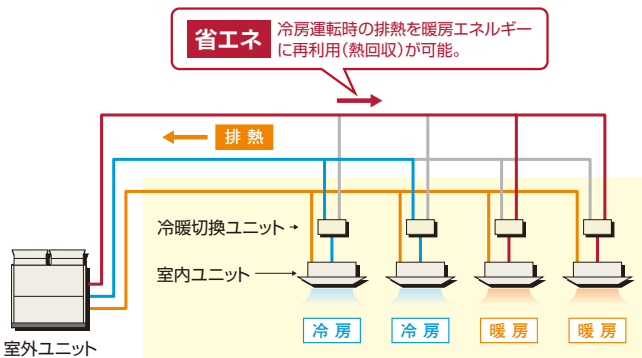 省エネ
冷房運転時の排熱を暖房エネルギー
に再利用(熱回収)が可能。
排熱
冷暖切換ユニット
室内ユニット
冷房
冷房
暖房
暖房
室外ユニット